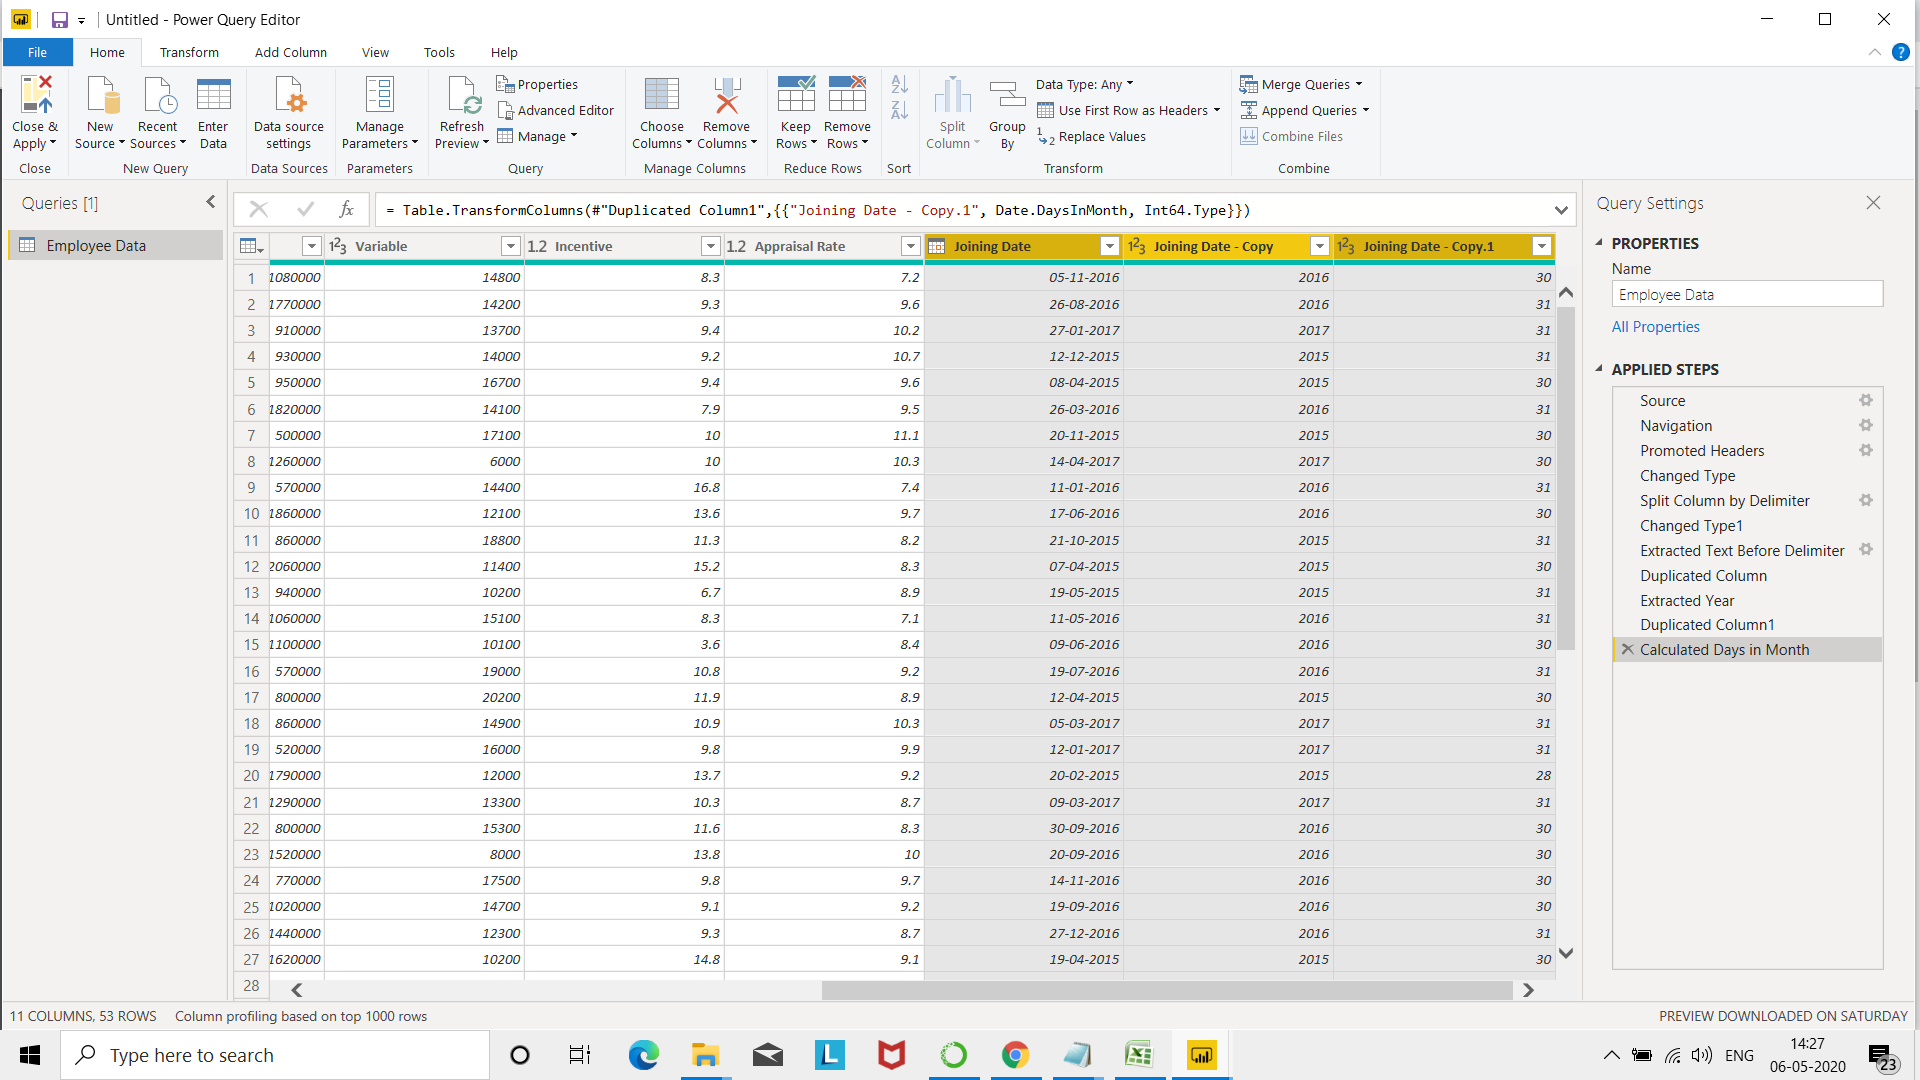 Untitled - Power Query Editor
File Home Transform Add Column View Tools Help
Close & Apply New Source Recent Sources Enter Data Data source settings Manage Parameters Refresh Preview Properties Advanced Editor Manage Choose Columns Remove Columns Keep Rows Remove Rows Split Column Group By Data Type: Any Use First Row as Headers Replace Values Merge Queries Append Queries Combine Files
Close New Query Data Sources Parameters Query Manage Columns Reduce Rows Sort Transform Combine
Queries [1]
Employee Data
= Table.TransformColumns(#"Duplicated Column1",{{"Joining Date - Copy.1", Date.DaysInMonth, Int64.Type}})
Variable 1.2 Incentive 1.2 Appraisal Rate Joining Date Joining Date - Copy Joining Date - Copy.1
1 1080000 14800 8.3 7.2 05-11-2016 2016 30
2 1770000 14200 9.3 9.6 26-08-2016 2016 31
3 910000 13700 9.4 10.2 27-01-2017 2017 31
4 930000 14000 9.2 10.7 12-12-2015 2015 31
5 950000 16700 9.4 9.6 08-04-2015 2015 30
6 1820000 14100 7.9 9.5 26-03-2016 2016 31
7 500000 17100 10 11.1 20-11-2015 2015 30
8 1260000 6000 10 10.3 14-04-2017 2017 30
9 570000 14400 16.8 7.4 11-01-2016 2016 31
10 1860000 12100 13.6 9.7 17-06-2016 2016 30
11 860000 18800 11.3 8.2 21-10-2015 2015 31
12 2060000 11400 15.2 8.3 07-04-2015 2015 30
13 940000 10200 6.7 8.9 19-05-2015 2015 31
14 1060000 15100 8.3 7.1 11-05-2016 2016 31
15 1100000 10100 3.6 8.4 09-06-2016 2016 30
16 570000 19000 10.8 9.2 19-07-2016 2016 31
17 800000 20200 11.9 8.9 12-04-2015 2015 30
18 860000 14900 10.9 10.3 05-03-2017 2017 31
19 520000 16000 9.8 9.9 12-01-2017 2017 31
20 1790000 12000 13.7 9.2 20-02-2015 2015 28
21 1290000 13300 10.3 8.7 09-03-2017 2017 31
22 800000 15300 11.6 8.3 30-09-2016 2016 30
23 1520000 8000 13.8 10 20-09-2016 2016 30
24 770000 17500 9.8 9.7 14-11-2016 2016 30
25 1020000 14700 9.1 9.2 19-09-2016 2016 30
26 1440000 12300 9.3 8.7 27-12-2016 2016 31
27 1620000 10200 14.8 9.1 19-04-2015 2015 30
28
Query Settings
PROPERTIES
Name
Employee Data
All Properties
APPLIED STEPS
Source
Navigation
Promoted Headers
Changed Type
Split Column by Delimiter
Changed Type1
Extracted Text Before Delimiter
Duplicated Column
Extracted Year
Duplicated Column1
Calculated Days in Month
11 COLUMNS, 53 ROWS Column profiling based on top 1000 rows
PREVIEW DOWNLOADED ON SATURDAY
Type here to search
ENG
14:27
06-05-2020
23